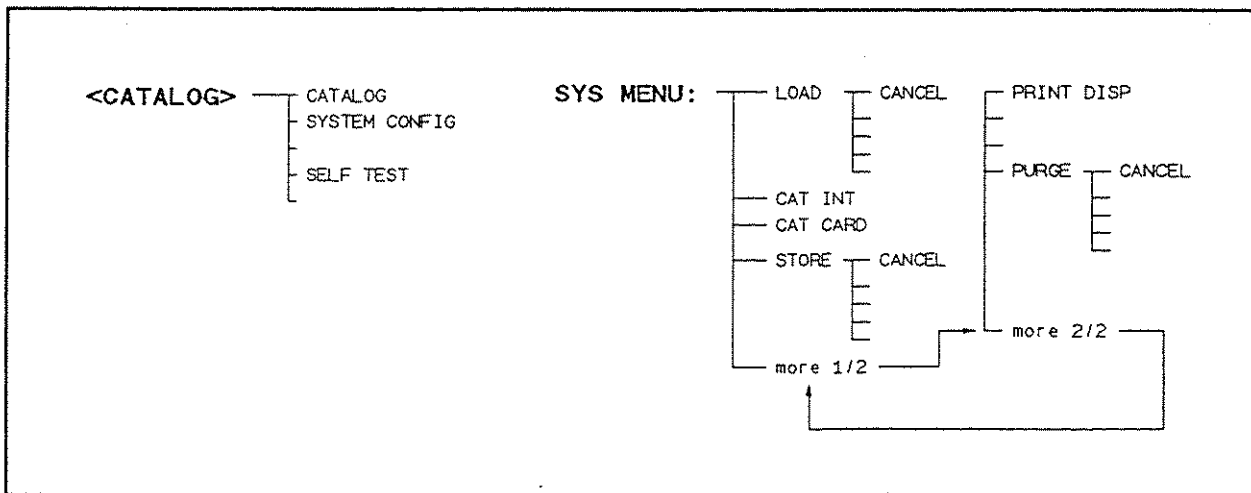 <CATALOG>
CATALOG
SYSTEM CONFIG
SELF TEST
SYS MENU:
LOAD
CANCEL
CAT INT
CAT CARD
STORE
CANCEL
more 1/2
PRINT DISP
PURGE
CANCEL
more 2/2